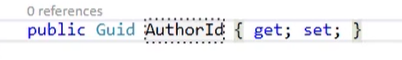 0 references
public Guid AuthorId { get; set; }